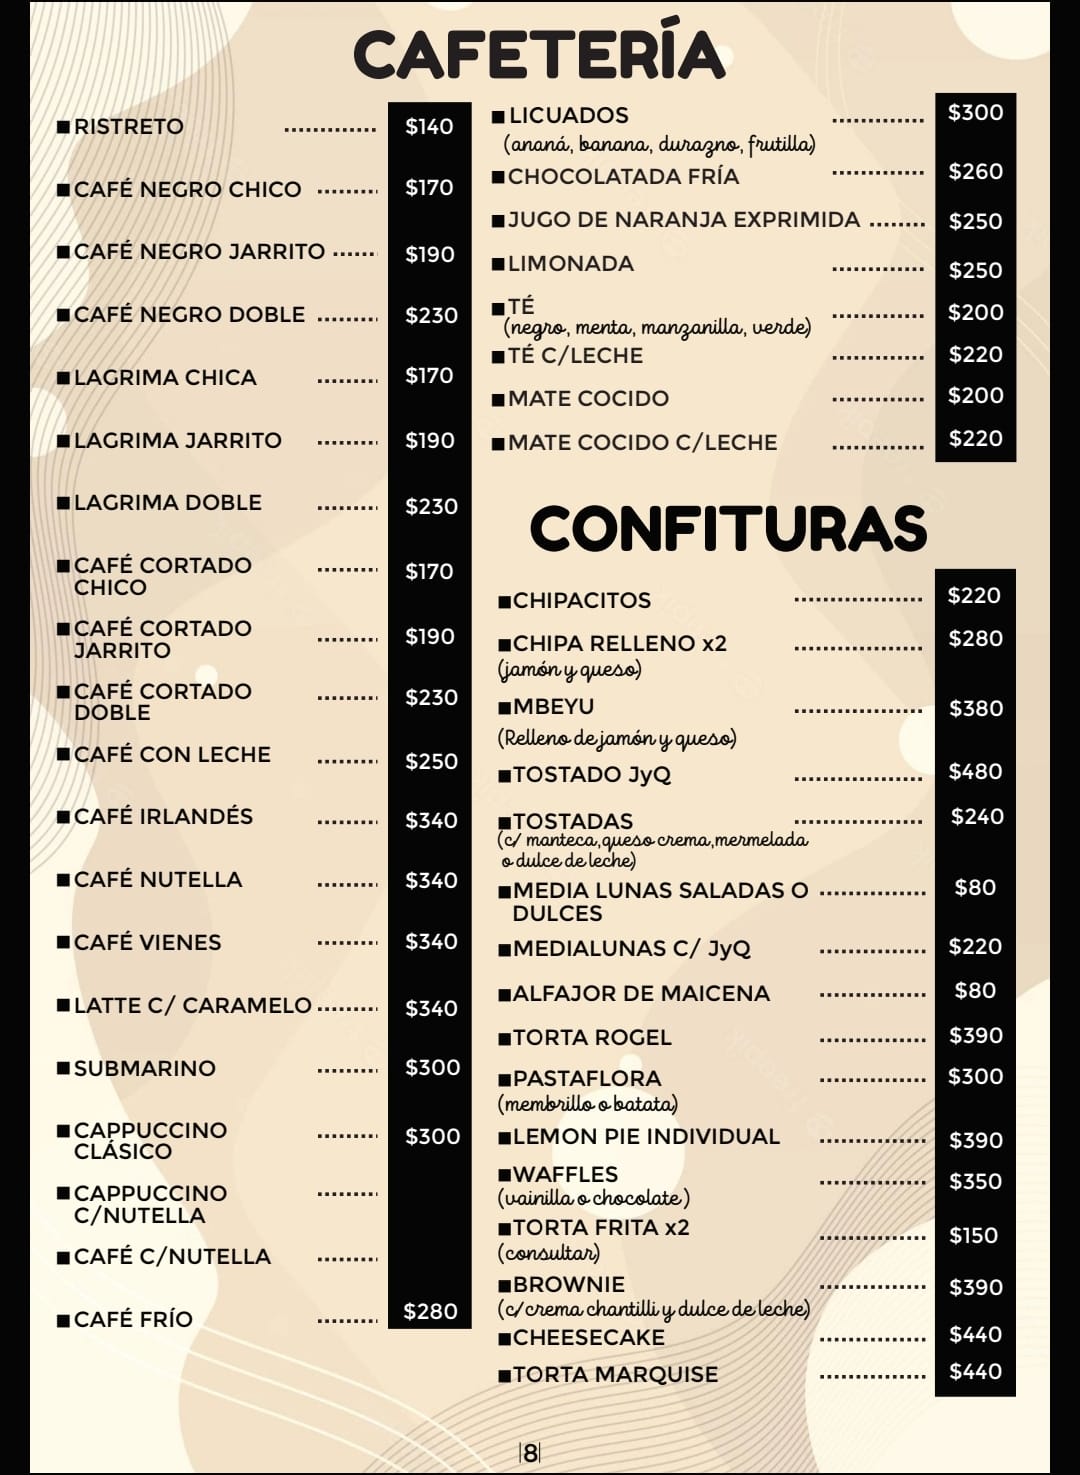 CAFETERÍA
■RISTRETO ............. $140
■CAFÉ NEGRO CHICO ......... $170
■CAFÉ NEGRO JARRITO ...... $190
■CAFÉ NEGRO DOBLE ......... $230
■LAGRIMA CHICA ......... $170
■LAGRIMA JARRITO ......... $190
■LAGRIMA DOBLE ......... $230
■CAFÉ CORTADO ......... $170
CHICO
■CAFÉ CORTADO ......... $190
JARRITO
■CAFÉ CORTADO ......... $230
DOBLE
■CAFÉ CON LECHE ......... $250
■CAFÉ IRLANDÉS ......... $340
■CAFÉ NUTELLA ......... $340
■CAFÉ VIENES ......... $340
■LATTE C/ CARAMELO ......... $340
■SUBMARINO ......... $300
■CAPPUCCINO ......... $300
CLÁSICO
■CAPPUCCINO .........
C/NUTELLA
■CAFÉ C/NUTELLA .........
■CAFÉ FRÍO ......... $280
■LICUADOS ............. $300
(ananá, banana, durazno, frutilla)
■CHOCOLATADA FRÍA ............. $260
■JUGO DE NARANJA EXPRIMIDA ........ $250
■LIMONADA ............. $250
■TÉ ............. $200
(negro, menta, manzanilla, verde)
■TÉ C/LECHE ............. $220
■MATE COCIDO ............. $200
■MATE COCIDO C/LECHE ............. $220
CONFITURAS
■CHIPACITOS .................. $220
■CHIPA RELLENO x2 .................. $280
(jamón y queso)
■MBEYU .................. $380
(Relleno de jamón y queso)
■TOSTADO JyQ .................. $480
■TOSTADAS .................. $240
(c/ manteca,queso crema,mermelada
o dulce de leche)
■MEDIA LUNAS SALADAS O ............... $80
DULCES
■MEDIALUNAS C/ JyQ ............... $220
■ALFAJOR DE MAICENA ............... $80
■TORTA ROGEL ............... $390
■PASTAFLORA ............... $300
(membrillo o batata)
■LEMON PIE INDIVIDUAL ............... $390
■WAFFLES ............... $350
(vainilla o chocolate)
■TORTA FRITA x2 ............... $150
(consultar)
■BROWNIE ............... $390
(c/crema chantilli y dulce de leche)
■CHEESECAKE ............... $440
■TORTA MARQUISE ............... $440
|8|